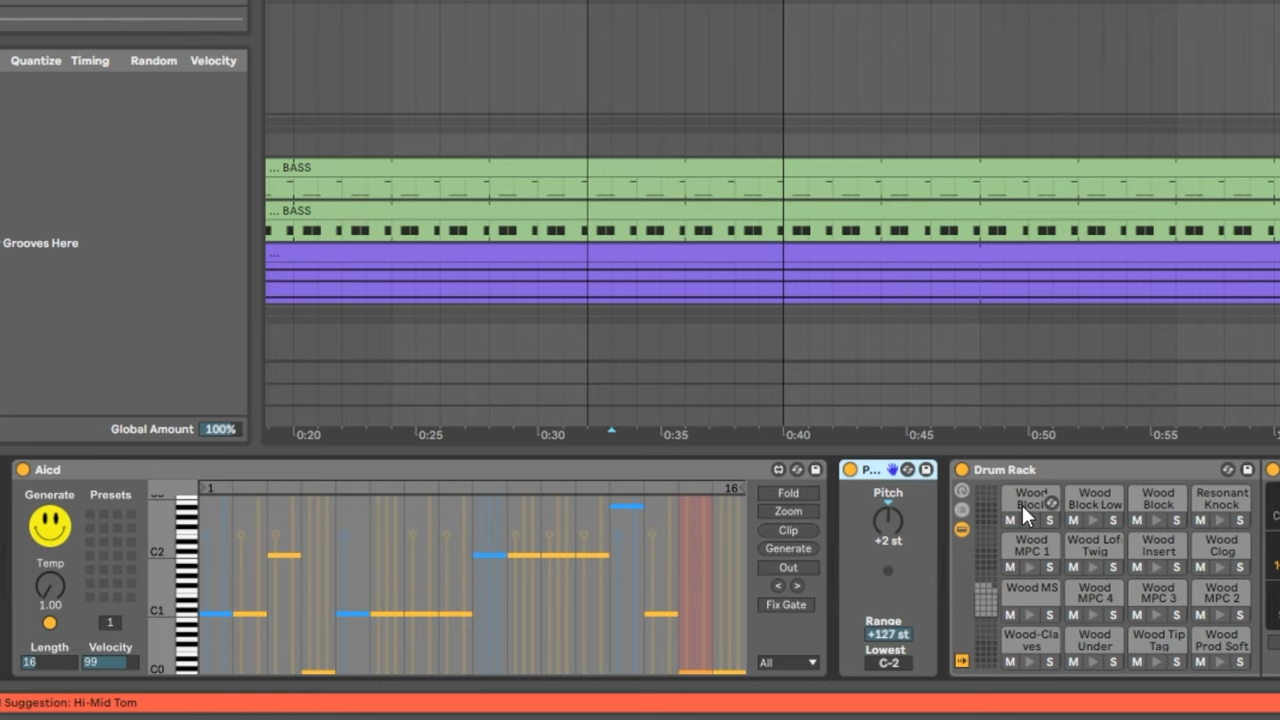 Quantize Timing Random Velocity
... BASS
... BASS
Grooves Here
...
Global Amount 100%
0:20 0:25 0:30 0:35 0:40 0:45 0:50 0:55
Aicd
P...
Drum Rack
Generate Presets
1 16
Fold
Zoom
Clip
Generate
Out
< >
Fix Gate
All
Temp
1.00
1
Length Velocity
16 99
C2
C1
C0
Pitch
+2 st
Range
+127 st
Lowest
C-2
Wood Wood Wood Resonant
Block Low Block Knock
M S M S M S M S
Wood Wood Lof Wood Wood
MPC 1 Twig Insert Clog
M S M S M S M S
Wood MS Wood Wood Wood
MPC 4 MPC 3 MPC 2
M S M S M S M S
Wood-Cla Wood Wood Tip Wood
ves Under Tag Prod Soft
M S M S M S M S
Suggestion: Hi-Mid Tom